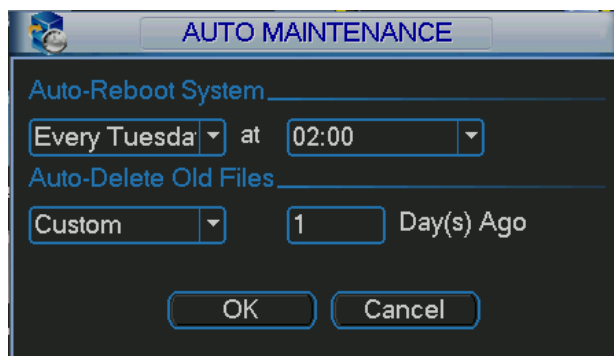 AUTO MAINTENANCE
Auto-Reboot System
Every Tuesda at 02:00
Auto-Delete Old Files
Custom 1 Day(s) Ago
OK Cancel